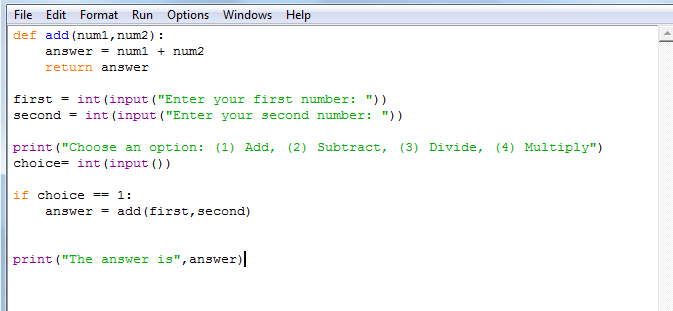 File Edit Format Run Options Windows Help
def add(num1,num2):
    answer = num1 + num2
    return answer
first = int(input("Enter your first number: "))
second = int(input("Enter your second number: "))
print("Choose an option: (1) Add, (2) Subtract, (3) Divide, (4) Multiply")
choice= int(input())
if choice == 1:
    answer = add(first,second)
print("The answer is",answer)